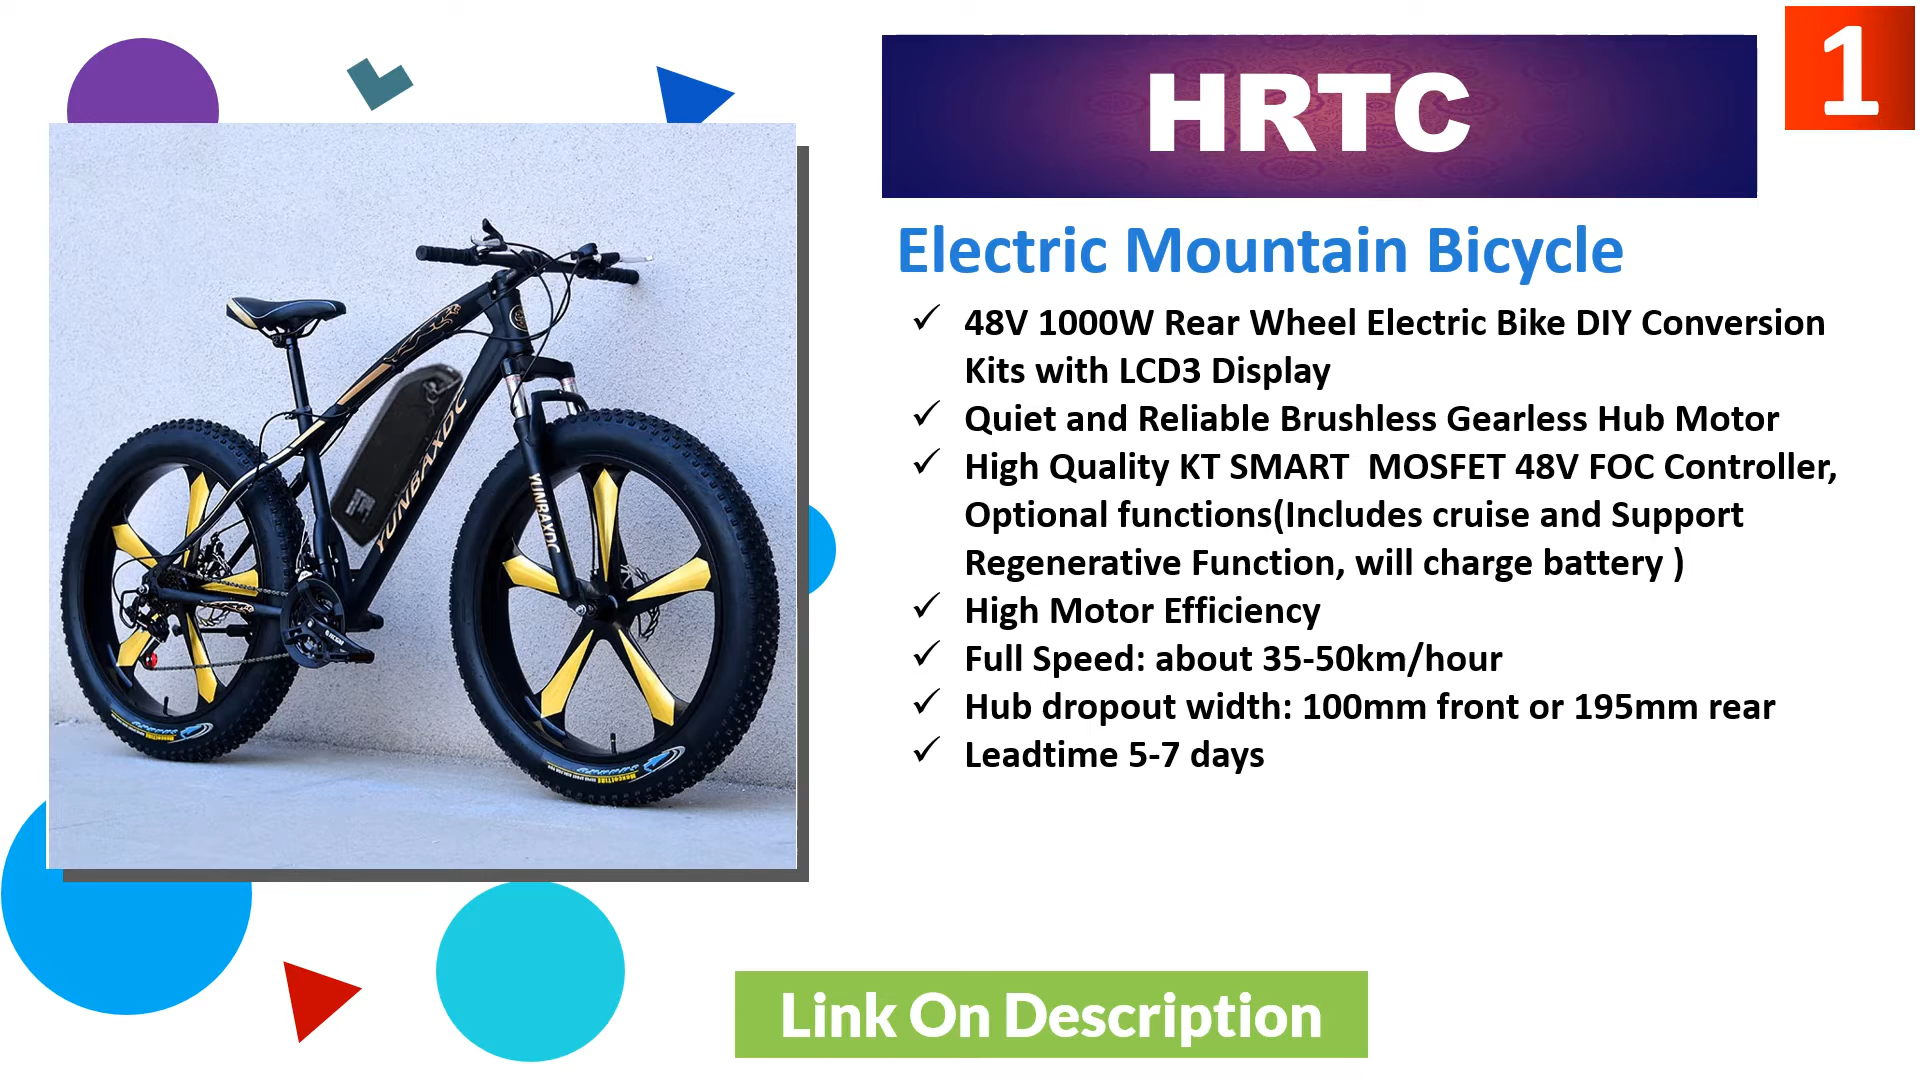 HRTC
1
Electric Mountain Bicycle
✓ 48V 1000W Rear Wheel Electric Bike DIY Conversion
Kits with LCD3 Display
✓ Quiet and Reliable Brushless Gearless Hub Motor
✓ High Quality KT SMART  MOSFET 48V FOC Controller,
Optional functions(Includes cruise and Support
Regenerative Function, will charge battery )
✓ High Motor Efficiency
✓ Full Speed: about 35-50km/hour
✓ Hub dropout width: 100mm front or 195mm rear
✓ Leadtime 5-7 days
YUNBAXDC
YUNBAXDC
Link On Description